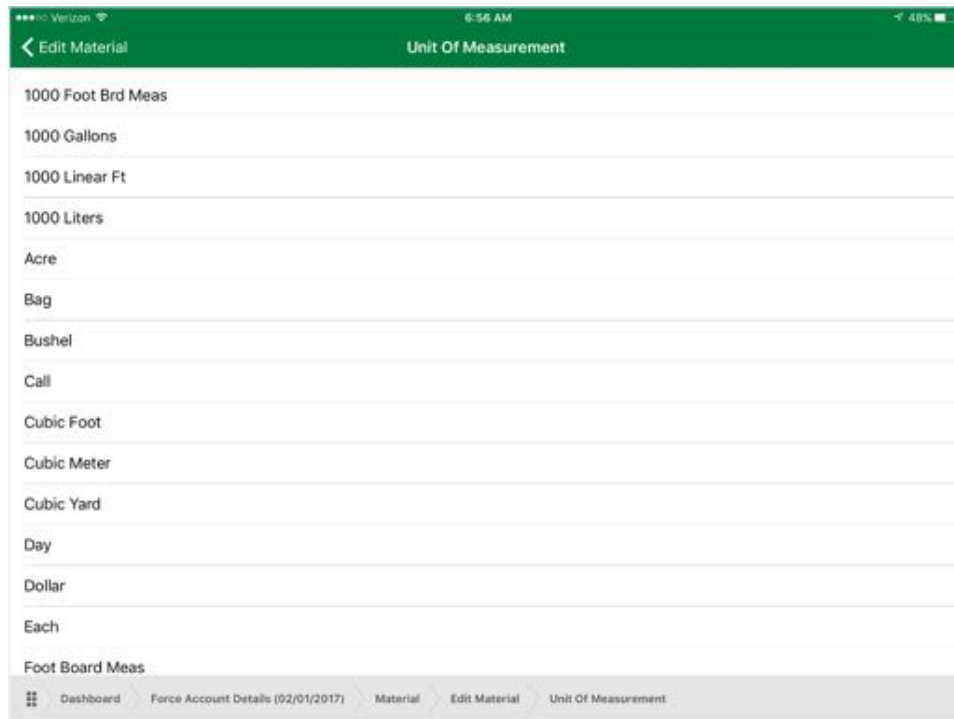 Verizon 6:56 AM 48%
Edit Material Unit Of Measurement
1000 Foot Brd Meas
1000 Gallons
1000 Linear Ft
1000 Liters
Acre
Bag
Bushel
Call
Cubic Foot
Cubic Meter
Cubic Yard
Day
Dollar
Each
Foot Board Meas
Dashboard Force Account Details (02/01/2017) Material Edit Material Unit Of Measurement